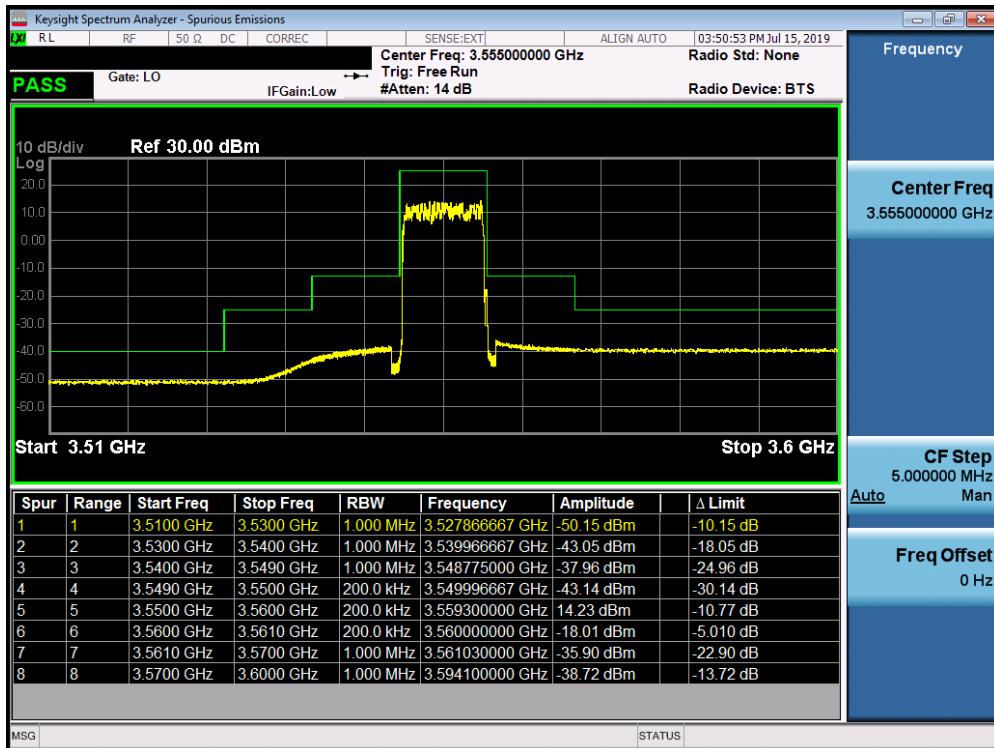 Keysight Spectrum Analyzer - Spurious Emissions
LXI RL RF 50 Ω DC CORREC SENSE:EXT ALIGN AUTO 03:50:53 PM Jul 15, 2019
Center Freq: 3.555000000 GHz Radio Std: None
Gate: LO Trig: Free Run
PASS IFGain:Low #Atten: 14 dB Radio Device: BTS
10 dB/div Ref 30.00 dBm
Log
20.0
10.0
0.00
-10.0
-20.0
-30.0
-40.0
-50.0
-60.0
Start 3.51 GHz Stop 3.6 GHz
Spur Range Start Freq Stop Freq RBW Frequency Amplitude Δ Limit
1 1 3.5100 GHz 3.5300 GHz 1.000 MHz 3.527866667 GHz -50.15 dBm -10.15 dB
2 2 3.5300 GHz 3.5400 GHz 1.000 MHz 3.539966667 GHz -43.05 dBm -18.05 dB
3 3 3.5400 GHz 3.5490 GHz 1.000 MHz 3.548775000 GHz -37.96 dBm -24.96 dB
4 4 3.5490 GHz 3.5500 GHz 200.0 kHz 3.549996667 GHz -43.14 dBm -30.14 dB
5 5 3.5500 GHz 3.5600 GHz 200.0 kHz 3.559300000 GHz 14.23 dBm -10.77 dB
6 6 3.5600 GHz 3.5610 GHz 200.0 kHz 3.560000000 GHz -18.01 dBm -5.010 dB
7 7 3.5610 GHz 3.5700 GHz 1.000 MHz 3.561030000 GHz -35.90 dBm -22.90 dB
8 8 3.5700 GHz 3.6000 GHz 1.000 MHz 3.594100000 GHz -38.72 dBm -13.72 dB
MSG STATUS
Frequency
Center Freq
3.555000000 GHz
CF Step
5.000000 MHz
Auto Man
Freq Offset
0 Hz